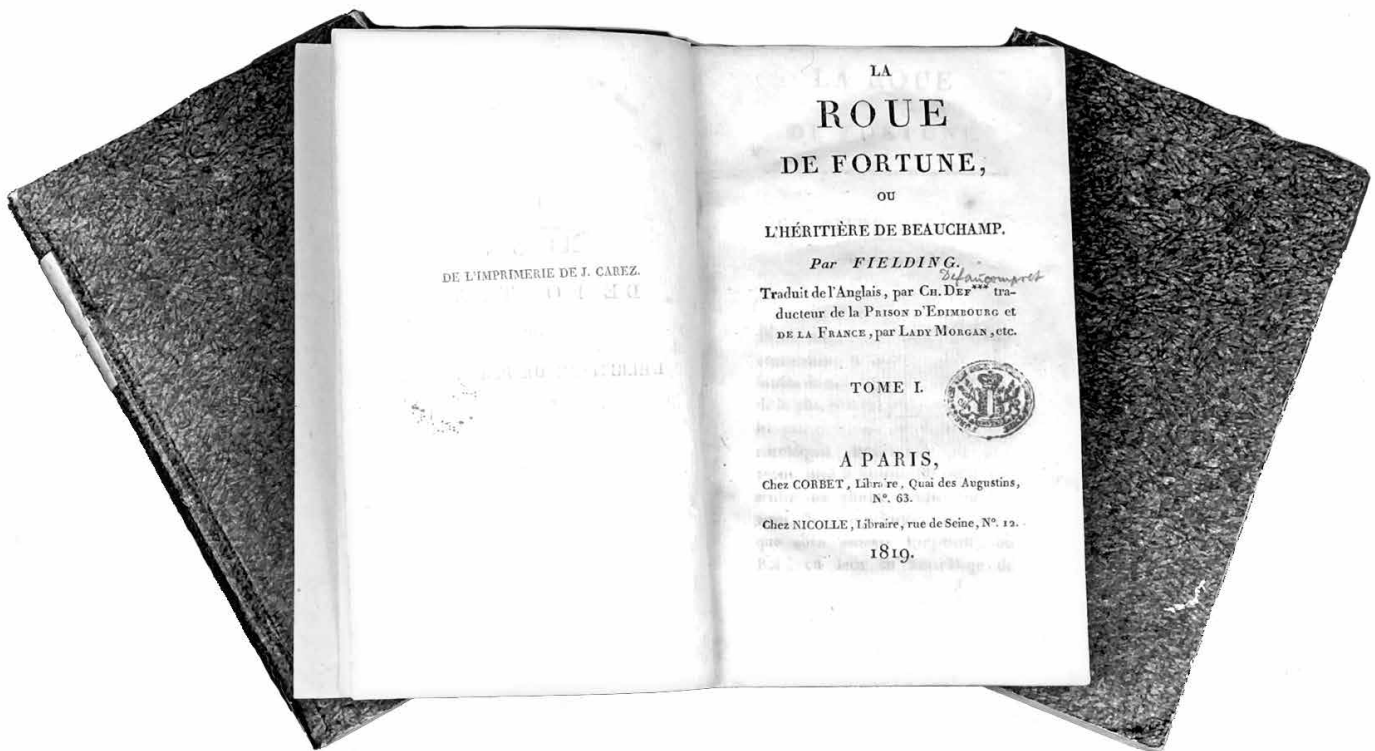 DE L'IMPRIMERIE DE J. CAREZ.
LA
ROUE
DE FORTUNE,
OU
L'HÉRITIÈRE DE BEAUCHAMP.
Par FIELDING.
Defauconpret
Traduit de l'Anglais, par CH. DEF*** tra-
ducteur de la PRISON D'EDIMBOURG et
DE LA FRANCE, par LADY MORGAN, etc.
TOME I.
A PARIS,
Chez CORBET, Libraire, Quai des Augustins,
N°. 63.
Chez NICOLLE, Libraire, rue de Seine, N°. 12.
1819.